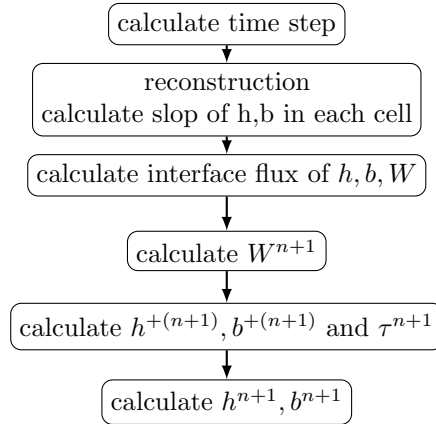 calculate time step
reconstruction
calculate slop of h,b in each cell
calculate interface flux of h, b, W
calculate W^{n+1}
calculate h^{+(n+1)}, b^{+(n+1)} and τ^{n+1}
calculate h^{n+1}, b^{n+1}